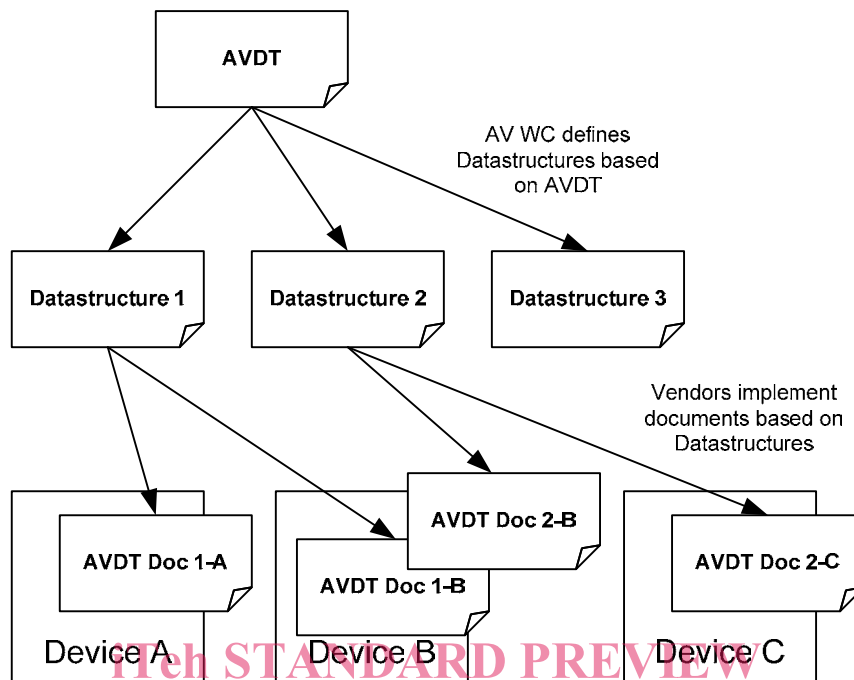 AVDT
AV WC defines
Datastructures based
on AVDT
Datastructure 1
Datastructure 2
Datastructure 3
Vendors implement
documents based on
Datastructures
AVDT Doc 2-B
AVDT Doc 1-A
AVDT Doc 1-B
AVDT Doc 2-C
Device A
Device B
Device C
iTeh STANDARD PREVIEW